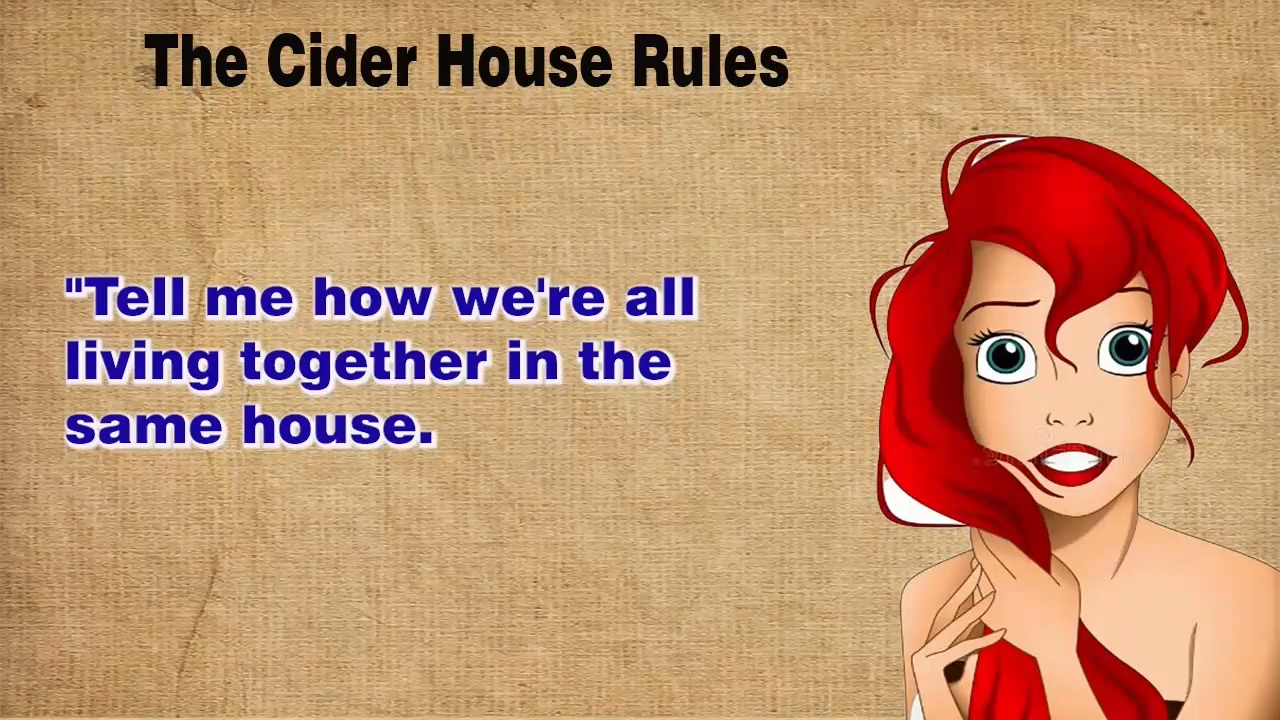 The Cider House Rules
"Tell me how we're all
living together in the
same house.